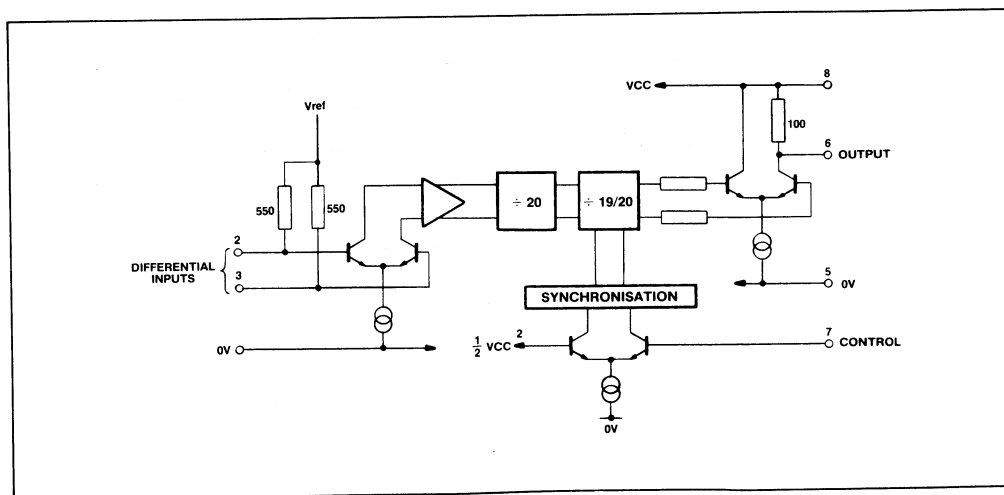 8
VCC
Vref
100
6
OUTPUT
÷ 20
÷ 19/20
550
550
2
DIFFERENTIAL
INPUTS
3
5
0V
SYNCHRONISATION
0V
1/2 VCC
2
7
CONTROL
0V